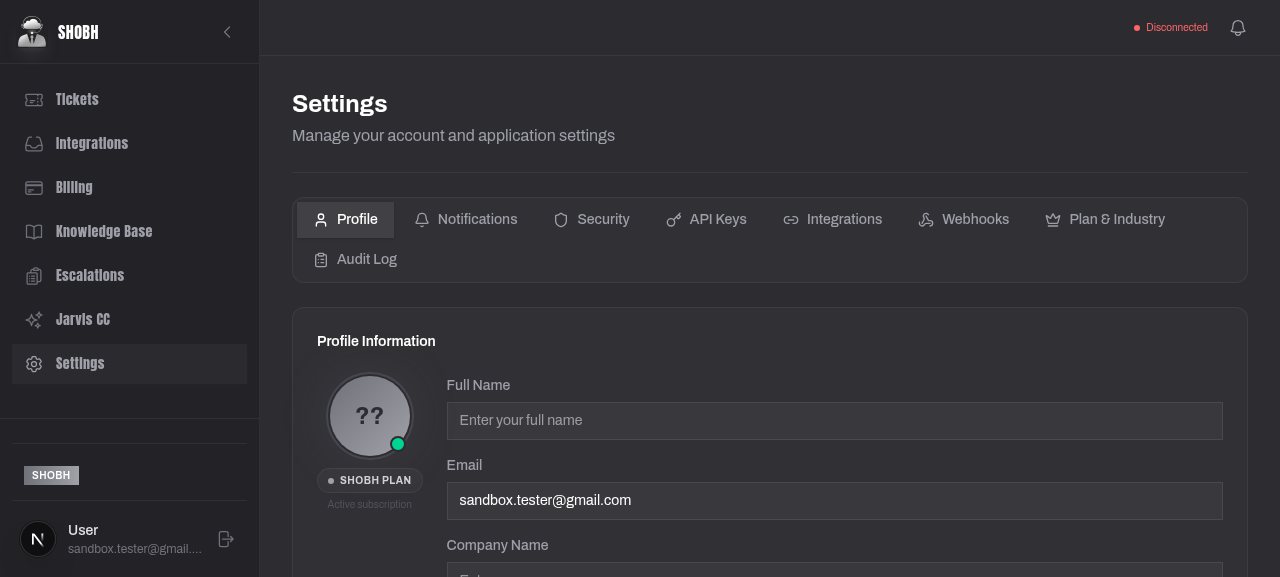 SHOBH
Disconnected
Tickets
Integrations
Billing
Knowledge Base
Escalations
Jarvis CC
Settings
SHOBH
N
User
sandbox.tester@gmail....
Settings
Manage your account and application settings
Profile
Notifications
Security
API Keys
Integrations
Webhooks
Plan & Industry
Audit Log
Profile Information
??
SHOBH PLAN
Active subscription
Full Name
Enter your full name
Email
sandbox.tester@gmail.com
Company Name